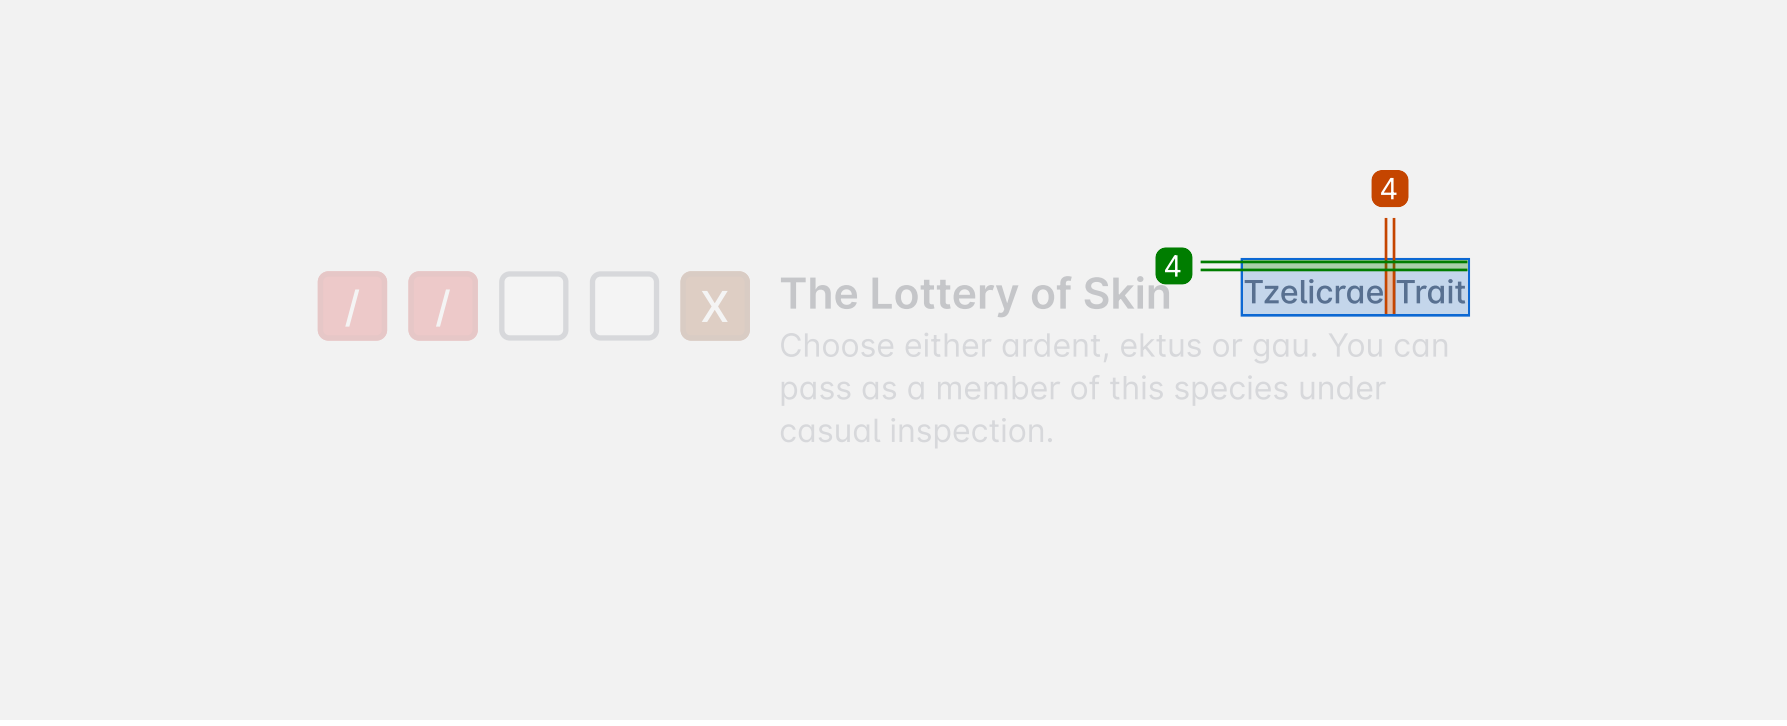 4
4
/ / X The Lottery of Skin Tzelicrae Trait
Choose either ardent, ektus or gau. You can
pass as a member of this species under
casual inspection.